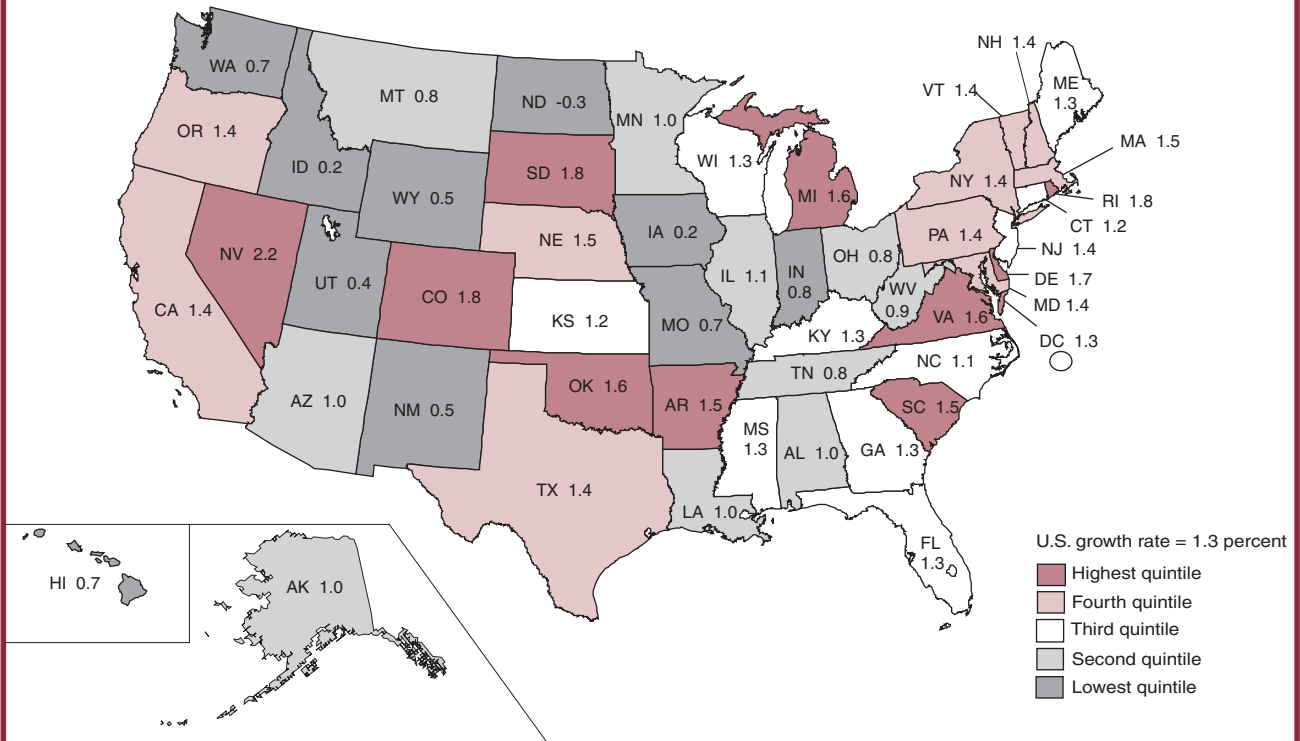 NH 1.4
WA 0.7
MT 0.8
ND -0.3
MN 1.0
VT 1.4
ME
1.3
OR 1.4
ID 0.2
SD 1.8
WI 1.3
MA 1.5
WY 0.5
MI 1.6
NY 1.4
RI 1.8
CT 1.2
NV 2.2
UT 0.4
NE 1.5
IA 0.2
PA 1.4
NJ 1.4
CO 1.8
IL 1.1
IN
0.8
OH 0.8
WV
0.9
DE 1.7
CA 1.4
KS 1.2
MO 0.7
KY 1.3
VA 1.6
MD 1.4
DC 1.3
AZ 1.0
NM 0.5
OK 1.6
AR 1.5
TN 0.8
NC 1.1
SC 1.5
MS
1.3
AL 1.0
GA 1.3
TX 1.4
LA 1.0
FL
1.3
HI 0.7
AK 1.0
U.S. growth rate = 1.3 percent
Highest quintile
Fourth quintile
Third quintile
Second quintile
Lowest quintile